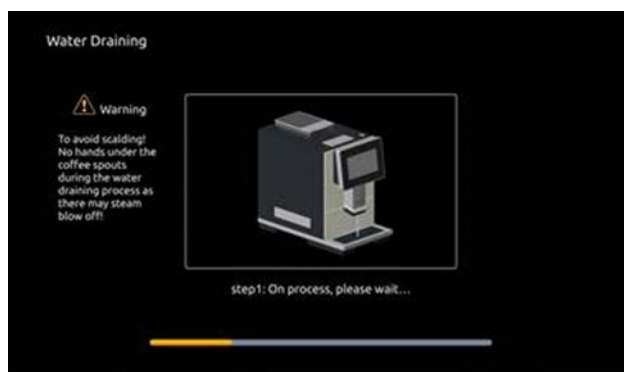 Water Draining
Warning
To avoid scalding!
No hands under the
coffee spouts
during the water
draining process as
there may steam
blow off!
step1: On process, please wait...